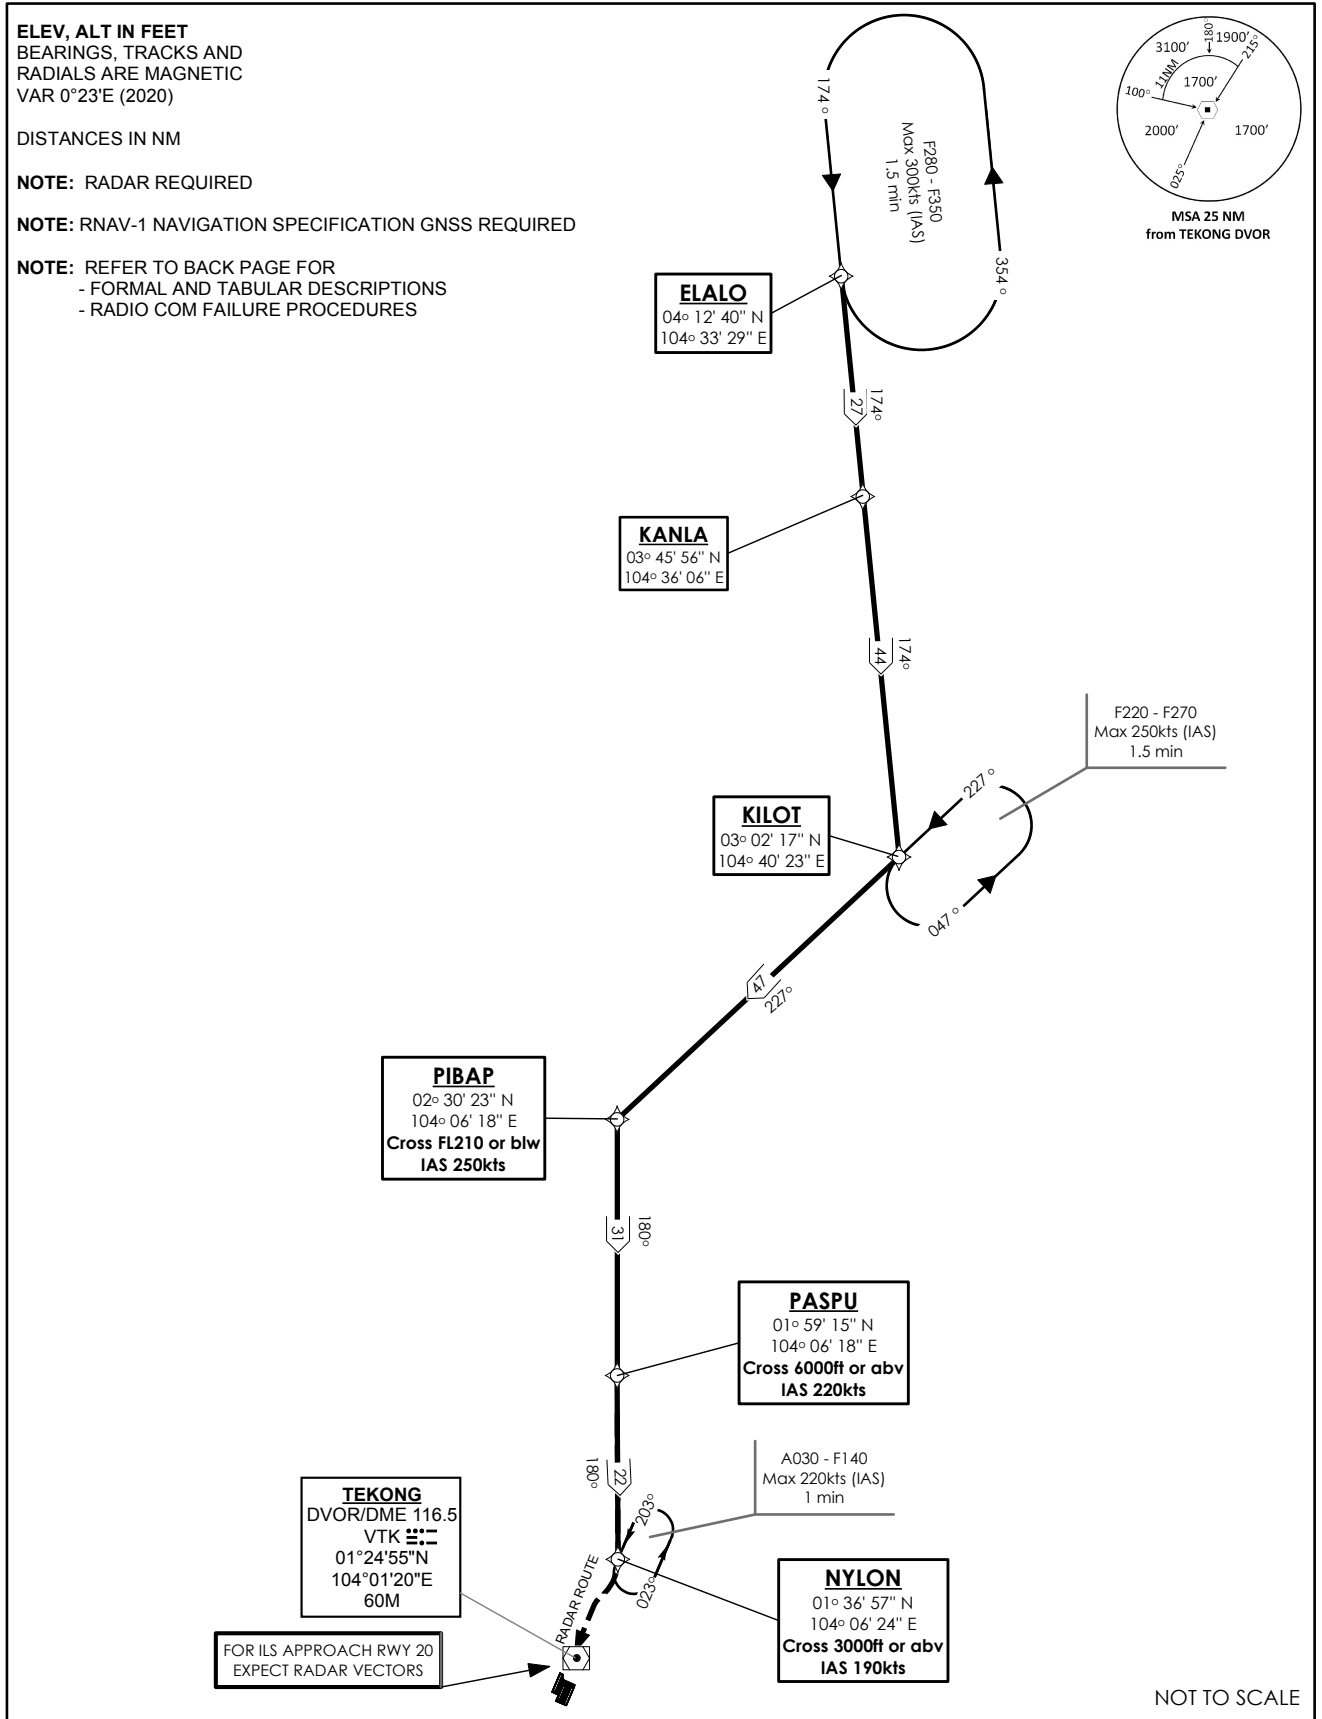 ELEV, ALT IN FEET
BEARINGS, TRACKS AND
RADIALS ARE MAGNETIC
VAR 0°23'E (2020)
DISTANCES IN NM
NOTE: RADAR REQUIRED
NOTE: RNAV-1 NAVIGATION SPECIFICATION GNSS REQUIRED
NOTE: REFER TO BACK PAGE FOR
- FORMAL AND TABULAR DESCRIPTIONS
- RADIO COM FAILURE PROCEDURES
180°
3100'
1900'
215°
11NM
1700'
100°
2000'
1700'
025°
MSA 25 NM
from TEKONG DVOR
174°
F280 - F350
Max 300kts (IAS)
1.5 min
354°
ELALO
04° 12' 40" N
104° 33' 29" E
27
174°
KANLA
03° 45' 56" N
104° 36' 06" E
44
174°
F220 - F270
Max 250kts (IAS)
1.5 min
227°
KILOT
03° 02' 17" N
104° 40' 23" E
047°
47
227°
PIBAP
02° 30' 23" N
104° 06' 18" E
Cross FL210 or blw
IAS 250kts
31
180°
PASPU
01° 59' 15" N
104° 06' 18" E
Cross 6000ft or abv
IAS 220kts
180°
22
A030 - F140
Max 220kts (IAS)
1 min
203°
023°
TEKONG
DVOR/DME 116.5
VTK
01°24'55"N
104°01'20"E
60M
RADAR ROUTE
NYLON
01° 36' 57" N
104° 06' 24" E
Cross 3000ft or abv
IAS 190kts
FOR ILS APPROACH RWY 20
EXPECT RADAR VECTORS
NOT TO SCALE